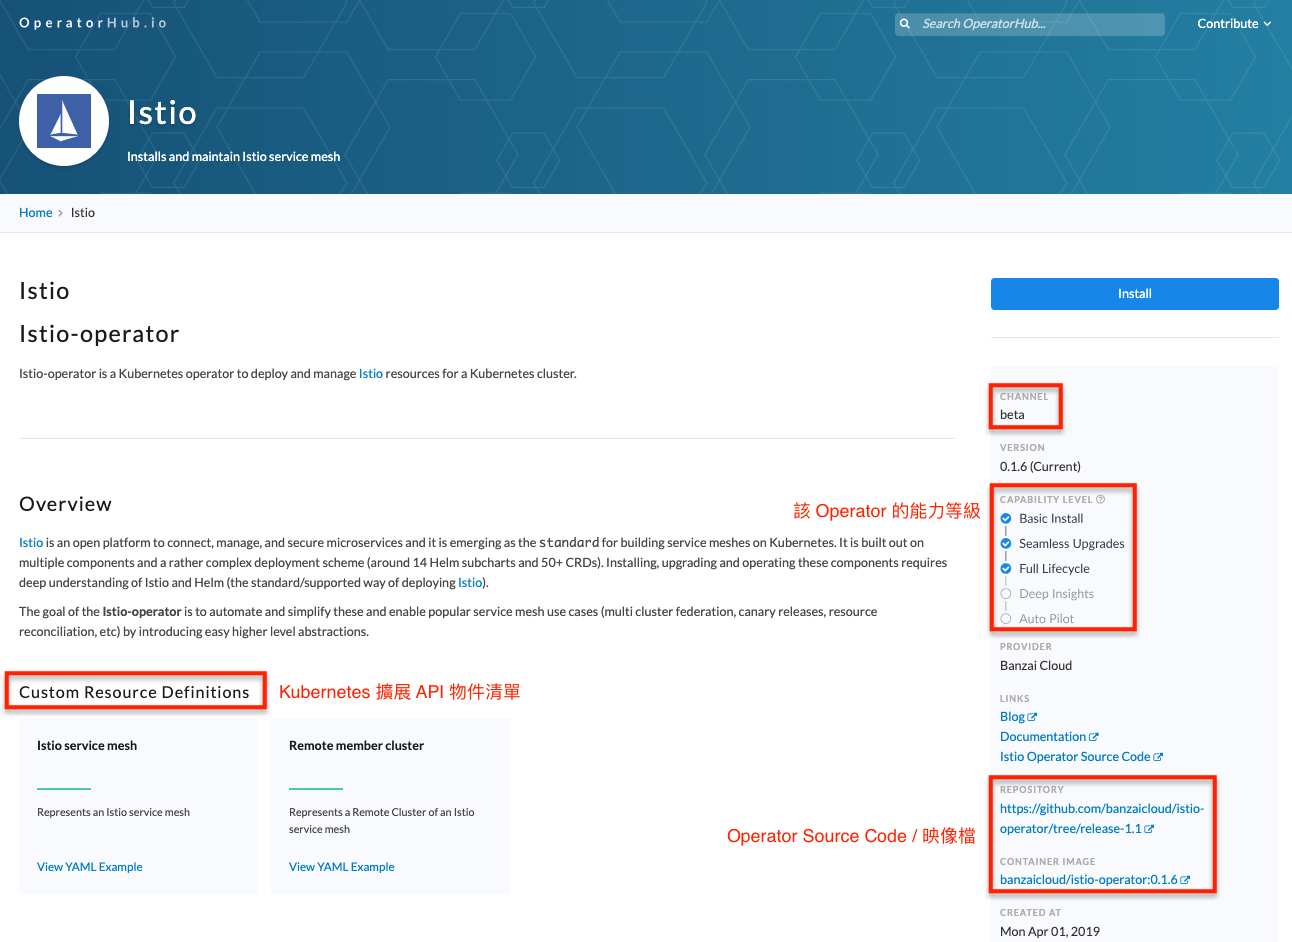 OperatorHub.io
Search OperatorHub...
Contribute
Istio
Installs and maintain Istio service mesh
Home > Istio
Istio
Istio-operator
Istio-operator is a Kubernetes operator to deploy and manage Istio resources for a Kubernetes cluster.
Overview
Istio is an open platform to connect, manage, and secure microservices and it is emerging as the standard for building service meshes on Kubernetes. It is built out on
multiple components and a rather complex deployment scheme (around 14 Helm subcharts and 50+ CRDs). Installing, upgrading and operating these components requires
deep understanding of Istio and Helm (the standard/supported way of deploying Istio).
The goal of the Istio-operator is to automate and simplify these and enable popular service mesh use cases (multi cluster federation, canary releases, resource
reconciliation, etc) by introducing easy higher level abstractions.
Custom Resource Definitions
Kubernetes 擴展 API 物件清單
Istio service mesh
Represents an Istio service mesh
View YAML Example
Remote member cluster
Represents a Remote Cluster of an Istio
service mesh
View YAML Example
Install
CHANNEL
beta
VERSION
0.1.6 (Current)
該 Operator 的能力等級
CAPABILITY LEVEL
Basic Install
Seamless Upgrades
Full Lifecycle
Deep Insights
Auto Pilot
PROVIDER
Banzai Cloud
LINKS
Blog
Documentation
Istio Operator Source Code
Operator Source Code / 映像檔
REPOSITORY
https://github.com/banzaicloud/istio-
operator/tree/release-1.1
CONTAINER IMAGE
banzaicloud/istio-operator:0.1.6
CREATED AT
Mon Apr 01, 2019